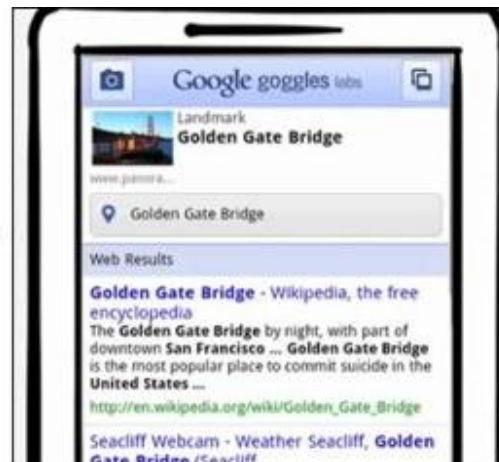 Google goggles labs
Landmark
Golden Gate Bridge
www.panora...
Golden Gate Bridge
Web Results
Golden Gate Bridge - Wikipedia, the free
encyclopedia
The Golden Gate Bridge by night, with part of
downtown San Francisco ... Golden Gate Bridge
is the most popular place to commit suicide in the
United States ...
http://en.wikipedia.org/wiki/Golden_Gate_Bridge
Seacliff Webcam - Weather Seacliff, Golden
Gate Bridge (Seacliff